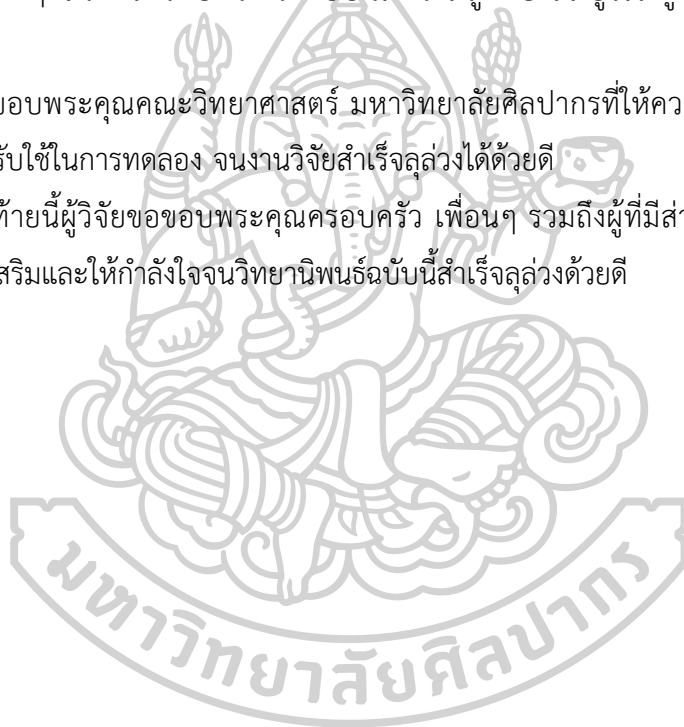 ขอบพระคุณคณะวิทยาศาสตร์ มหาวิทยาลัยศิลปากรที่ให้คว
รับใช้ในการทดลอง จนงานวิจัยสำเร็จลุล่วงได้ด้วยดี
ท้ายนี้ผู้วิจัยขอขอบพระคุณครอบครัว เพื่อนๆ รวมถึงผู้ที่มีส่ว
เสริมและให้กำลังใจจนวิทยานิพนธ์ฉบับนี้สำเร็จลุล่วงด้วยดี
มหาวิทยาลัยศิลปากร